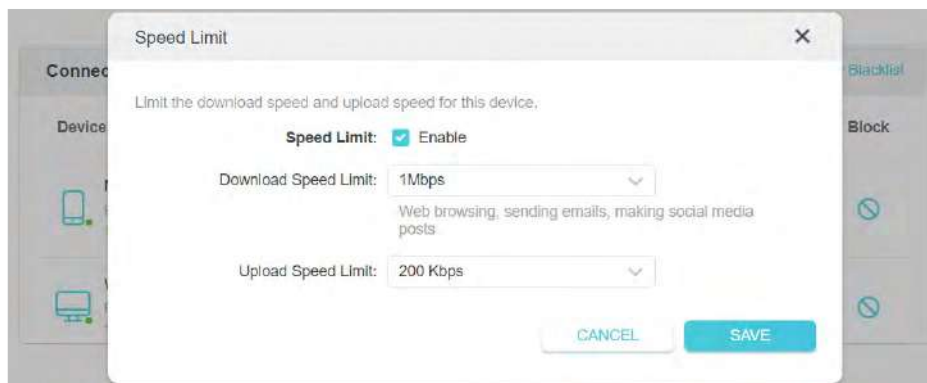 Speed Limit
Connec
Blacklist
Limit the download speed and upload speed for this device.
Device
Block
Speed Limit: Enable
Download Speed Limit: 1Mbps
Web browsing, sending emails, making social media
posts
Upload Speed Limit: 200 Kbps
CANCEL SAVE